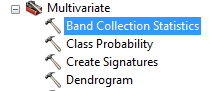 Multivariate
Band Collection Statistics
Class Probability
Create Signatures
Dendrogram